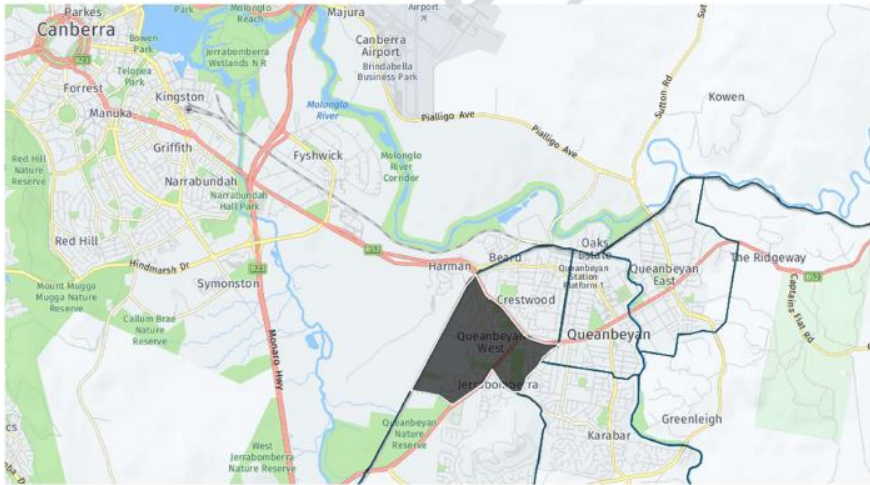 Parkes
Canberra
Bowen
Park
Telopea
Park
Forrest
Kingston
Manuka
Griffith
Narrabundah
Narrabundah
Hall Park
Red Hill
Nature
Reserve
Red Hill
Hindmarsh Dr
Mount Mugga
Mugga Nature
Reserve
Callum Brae
Nature
Reserve
Symonston
B23
Monaro Hwy
West
Jerrabomberra
Nature Reserve
Park
Molonglo
Reach
Jerrabomberra
Wetlands N.R
Molonglo
River
Fyshwick
Majura
Airport
Canberra
Airport
Brindabella
Business Park
Molonglo
River
Corridor
Pialligo Ave
Pialligo Ave
Sutton Rd
Sut
Kowen
B52
Harman
Beard
Oaks
Estate
Queanbeyan
Station
Platform 1
Crestwood
Queanbeyan
East
The Ridgeway
B52
Captains Flat Rd
Queanbeyan
West
Queanbeyan
Jerrabomberra
Queanbeyan
Nature
Reserve
Karabar
Greenleigh